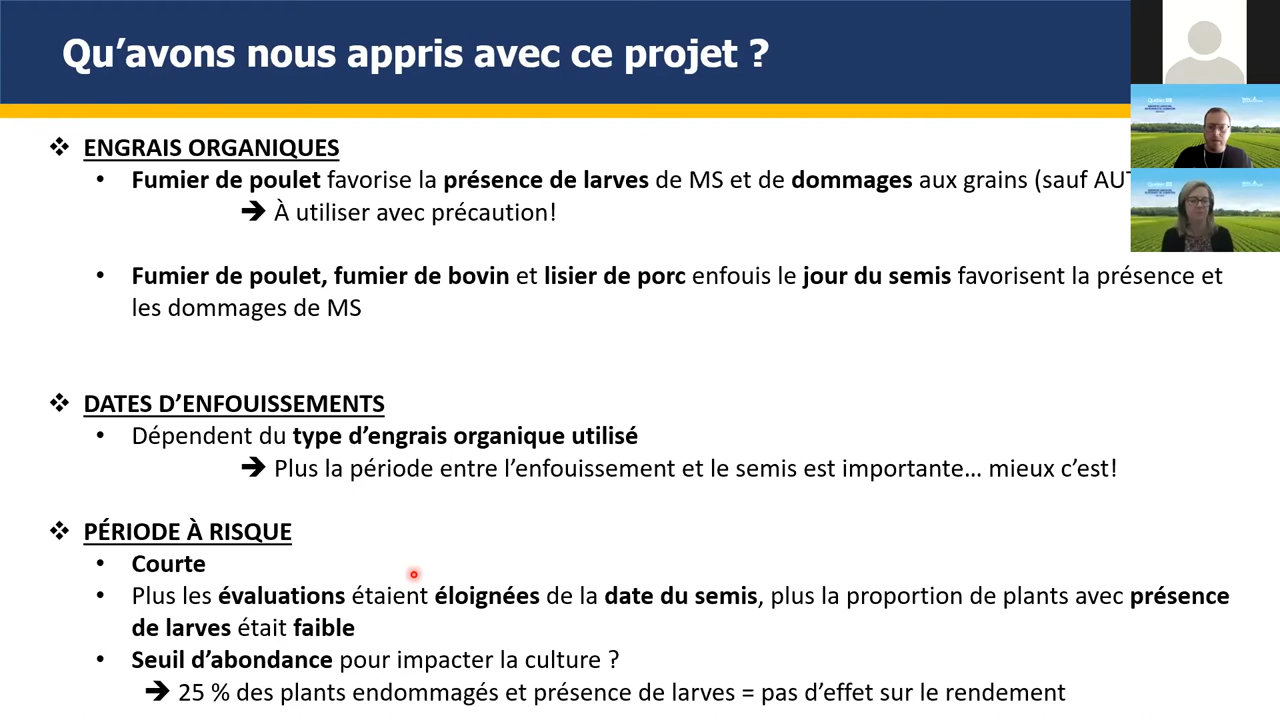 Qu’avons nous appris avec ce projet ?
❖ ENGRAIS ORGANIQUES
• Fumier de poulet favorise la présence de larves de MS et de dommages aux grains (sauf AUT
➔ À utiliser avec précaution!
• Fumier de poulet, fumier de bovin et lisier de porc enfouis le jour du semis favorisent la présence et
les dommages de MS
❖ DATES D’ENFOUISSEMENTS
• Dépendent du type d’engrais organique utilisé
➔ Plus la période entre l’enfouissement et le semis est importante… mieux c’est!
❖ PÉRIODE À RISQUE
• Courte
• Plus les évaluations étaient éloignées de la date du semis, plus la proportion de plants avec présence
de larves était faible
• Seuil d’abondance pour impacter la culture ?
➔ 25 % des plants endommagés et présence de larves = pas d’effet sur le rendement